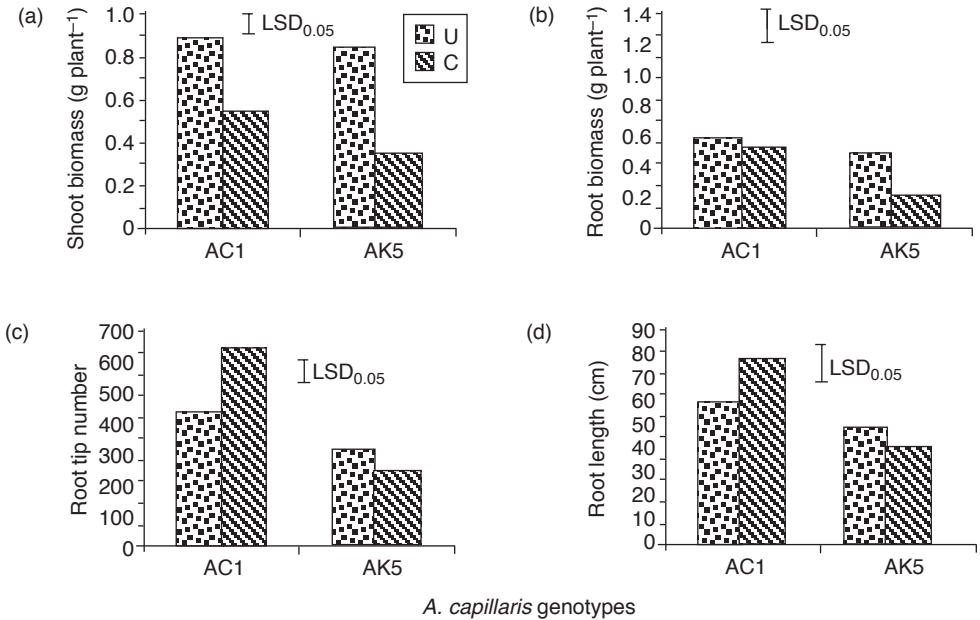 (a)
Shoot biomass (g plant⁻¹)
1.0
0.8
0.6
0.4
0.2
0
LSD0.05
U
C
AC1 AK5
(b)
Root biomass (g plant⁻¹)
1.4
1.2
1.0
0.8
0.6
0.4
0.2
0
LSD0.05
AC1 AK5
(c)
Root tip number
700
600
500
400
300
200
100
0
LSD0.05
AC1 AK5
(d)
Root length (cm)
90
80
70
60
50
40
30
20
10
0
LSD0.05
AC1 AK5
A. capillaris genotypes